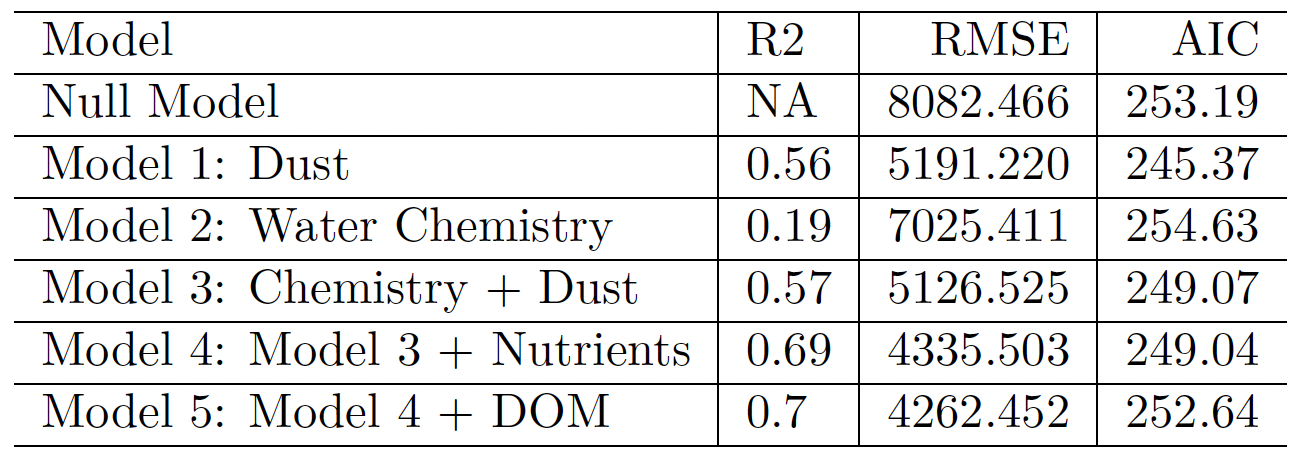 Model R2 RMSE AIC
Null Model NA 8082.466 253.19
Model 1: Dust 0.56 5191.220 245.37
Model 2: Water Chemistry 0.19 7025.411 254.63
Model 3: Chemistry + Dust 0.57 5126.525 249.07
Model 4: Model 3 + Nutrients 0.69 4335.503 249.04
Model 5: Model 4 + DOM 0.7 4262.452 252.64